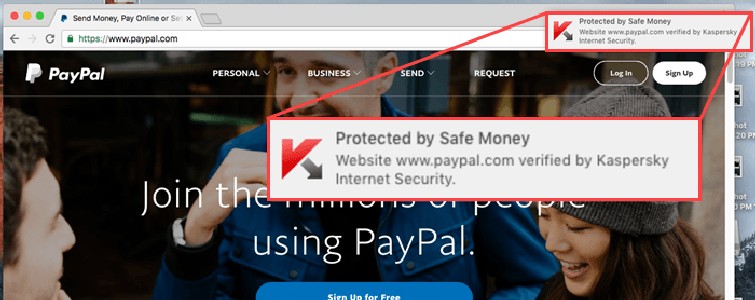 Send Money, Pay Online or Se
Protected by Safe Money
Website www.paypal.com verified by Kaspersky
Internet Security.
https://www.paypal.com
PayPal
PERSONAL
BUSINESS
SEND
REQUEST
Log In
Sign Up
Protected by Safe Money
Website www.paypal.com verified by Kaspersky
Internet Security.
Join the millions of people
using PayPal.
Sign Up for Free